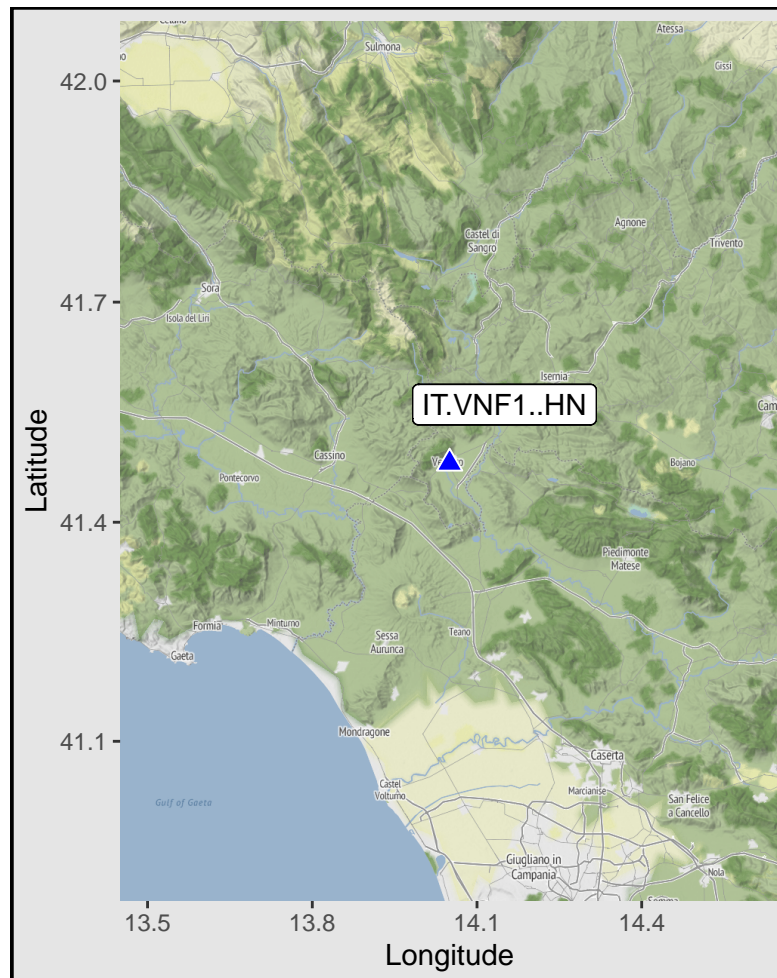 Celano
Sulmona
Atessa
Gissi
no
42.0
Agnone
Castel di
Sangro
Trivento
Sora
41.7
Isola del Liri
Isernia
IT.VNF1..HN
Cam
Cassino
Bojano
Pontecorvo
41.4
Piedimonte
Matese
Formia
Minturno
Sessa
Aurunca
Teano
Gaeta
41.1
Mondragone
Caserta
Castel
Volturno
Marcianise
Gulf of Gaeta
San Felice
a Cancello
Giugliano in
Campania
Nola
13.5
13.8
14.1
14.4
Longitude
Latitude